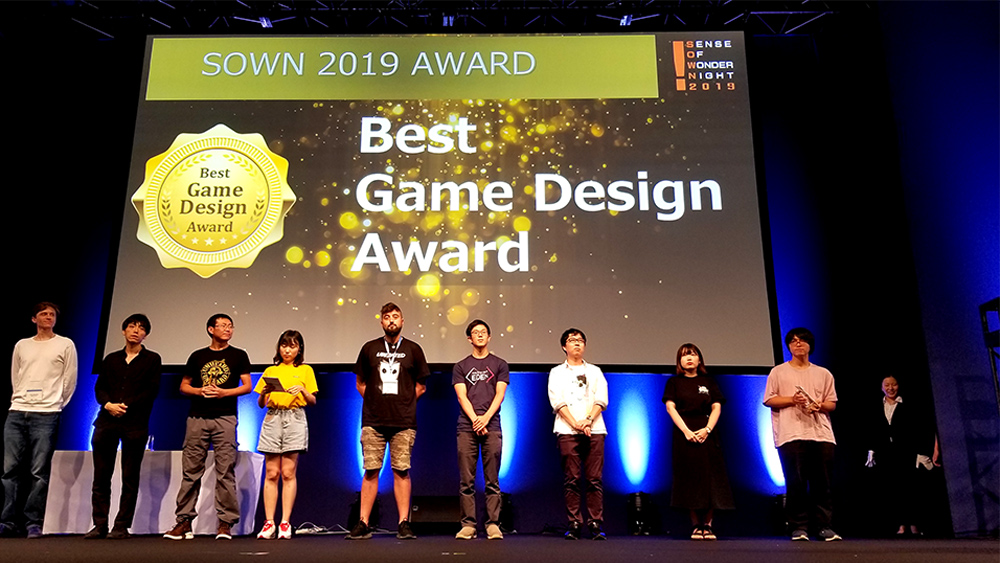 SOWN 2019 AWARD
SENSE
OF
WONDER
NIGHT
2019
Best
Game Design
Award
Best
Game
Design
Award